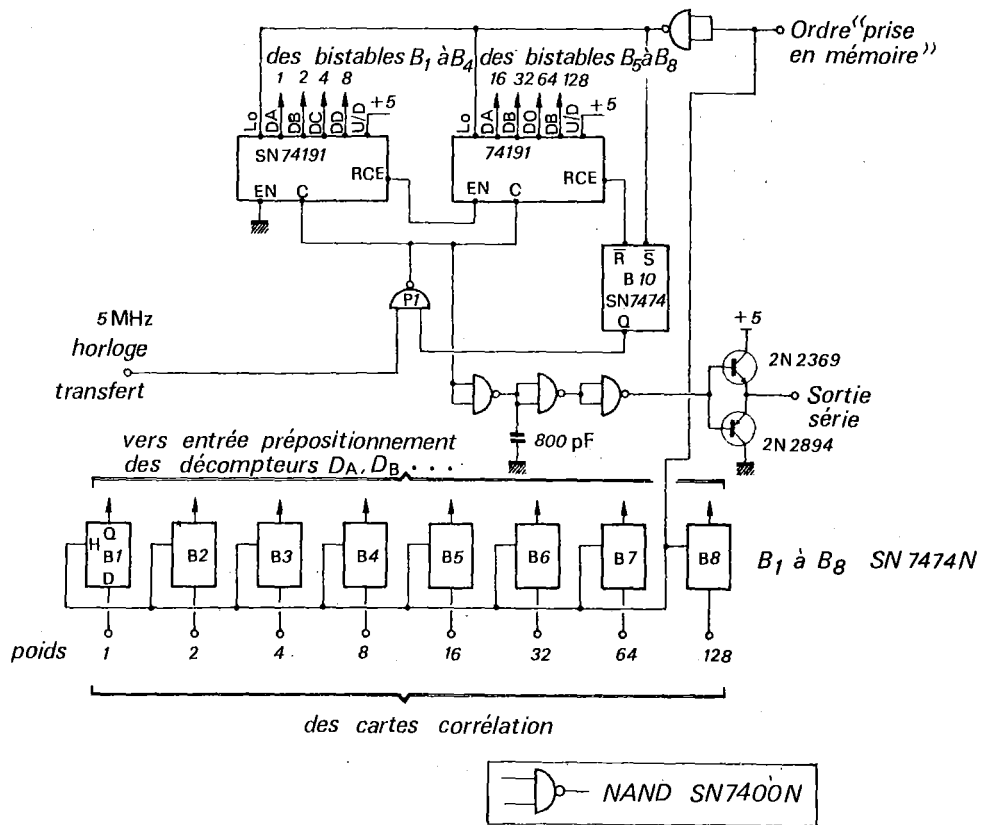 Ordre "prise
en mémoire"
des bistables B1 à B4 des bistables B5 à B8
1 2 4 8 16 32 64 128
+5 +5
Lo DA DB DC DD U/D
Lo DA DB DO DB U/D
SN 74191 74191
RCE RCE
EN C EN C
R S
B 10
SN7474
Q
P1
5 MHz
horloge
transfert
+5
2N 2369
Sortie
série
2N 2894
800 pF
vers entrée prépositionnement
des décompteurs DA, DB . . .
Q
H B1 B2 B3 B4 B5 B6 B7 B8
D
B1 à B8 SN 7474N
poids 1 2 4 8 16 32 64 128
des cartes corrélation
NAND SN7400N